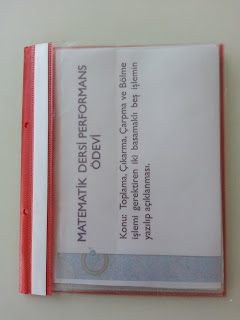 MATEMATİK DERSİ PERFORMANS
ÖDEVİ
Konu: Toplama, Çıkarma, Çarpma ve Bölme
işlemi gerektiren iki basamaklı beş işlemin
yazılıp açıklanması.